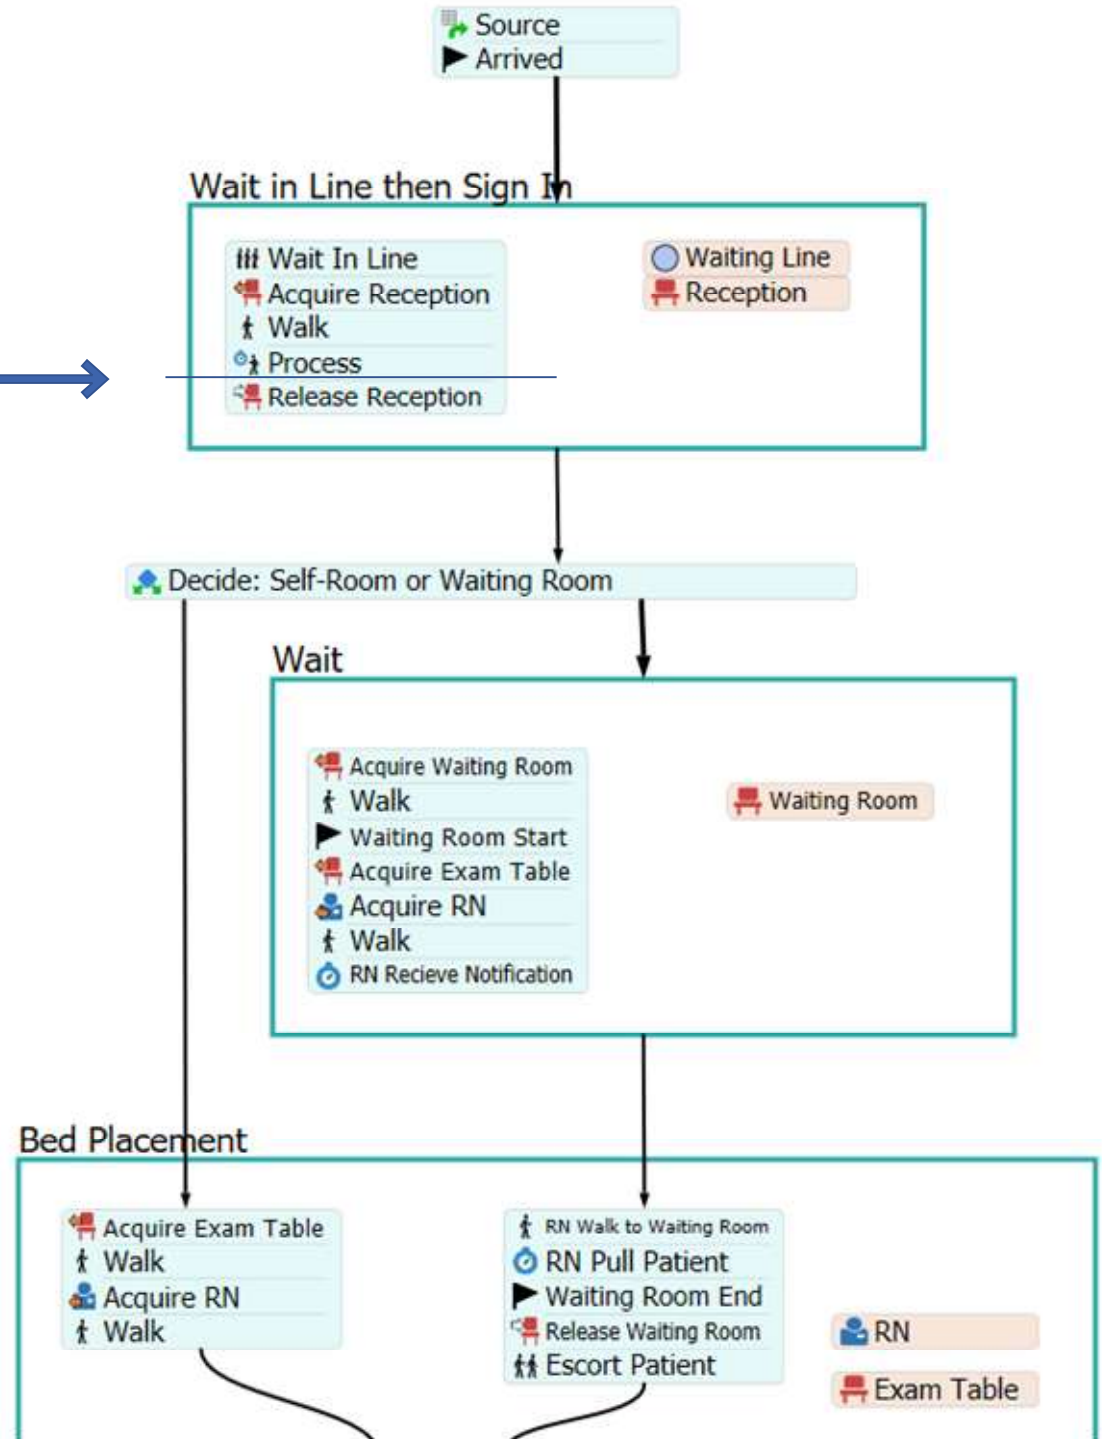 Source
Arrived
Wait in Line then Sign In
Wait In Line
Acquire Reception
Walk
Process
Release Reception
Waiting Line
Reception
Decide: Self-Room or Waiting Room
Wait
Acquire Waiting Room
Walk
Waiting Room Start
Acquire Exam Table
Acquire RN
Walk
RN Recieve Notification
Waiting Room
Bed Placement
Acquire Exam Table
Walk
Acquire RN
Walk
RN Walk to Waiting Room
RN Pull Patient
Waiting Room End
Release Waiting Room
Escort Patient
RN
Exam Table